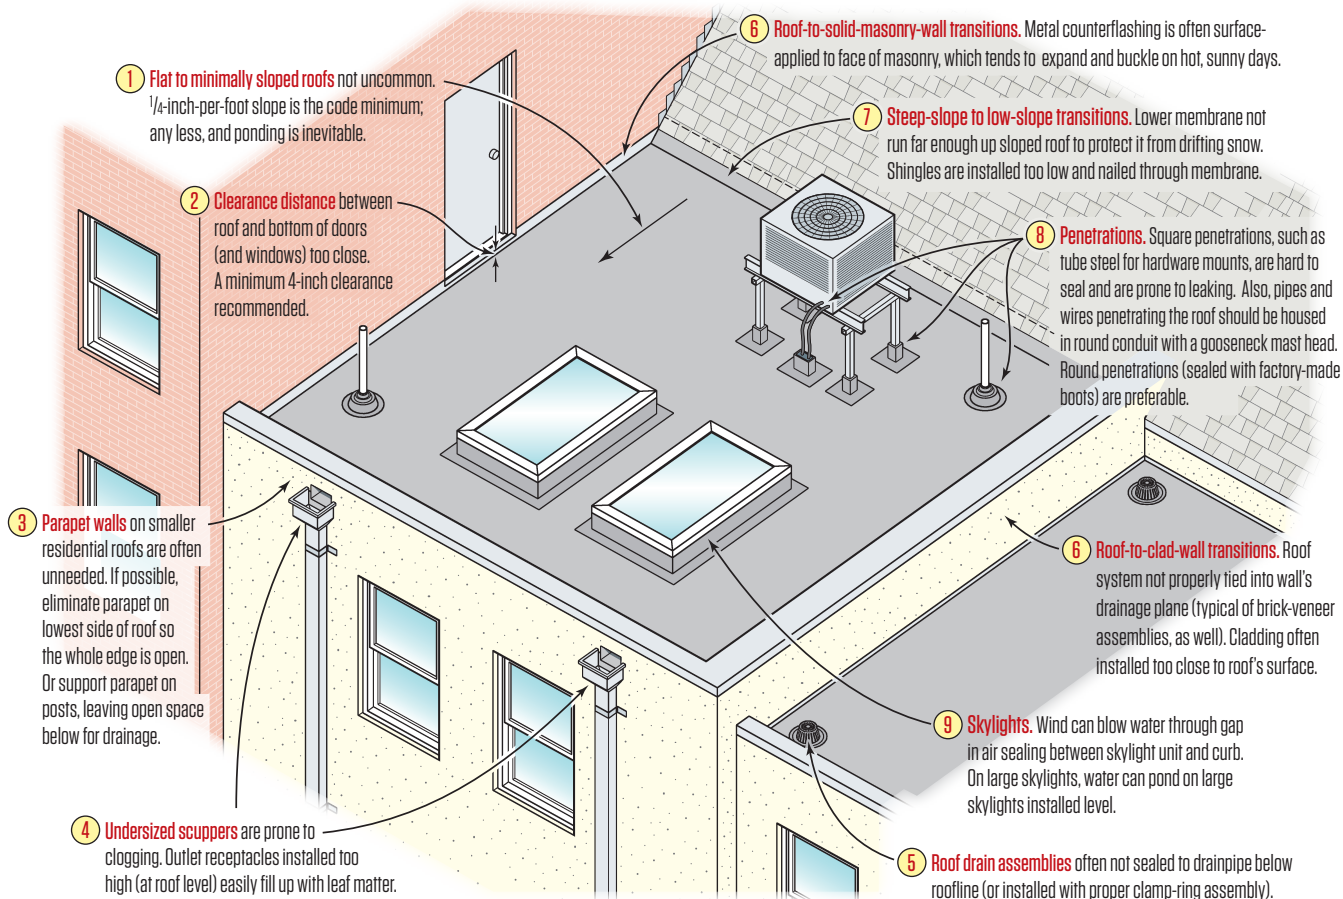 1 Flat to minimally sloped roofs not uncommon.
1/4-inch-per-foot slope is the code minimum;
any less, and ponding is inevitable.
2 Clearance distance between
roof and bottom of doors
(and windows) too close.
A minimum 4-inch clearance
recommended.
3 Parapet walls on smaller
residential roofs are often
unneeded. If possible,
eliminate parapet on
lowest side of roof so
the whole edge is open.
Or support parapet on
posts, leaving open space
below for drainage.
4 Undersized scuppers are prone to
clogging. Outlet receptacles installed too
high (at roof level) easily fill up with leaf matter.
6 Roof-to-solid-masonry-wall transitions. Metal counterflashing is often surface-
applied to face of masonry, which tends to expand and buckle on hot, sunny days.
7 Steep-slope to low-slope transitions. Lower membrane not
run far enough up sloped roof to protect it from drifting snow.
Shingles are installed too low and nailed through membrane.
8 Penetrations. Square penetrations, such as
tube steel for hardware mounts, are hard to
seal and are prone to leaking. Also, pipes and
wires penetrating the roof should be housed
in round conduit with a gooseneck mast head.
Round penetrations (sealed with factory-made
boots) are preferable.
6 Roof-to-clad-wall transitions. Roof
system not properly tied into wall's
drainage plane (typical of brick-veneer
assemblies, as well). Cladding often
installed too close to roof's surface.
9 Skylights. Wind can blow water through gap
in air sealing between skylight unit and curb.
On large skylights, water can pond on large
skylights installed level.
5 Roof drain assemblies often not sealed to drainpipe below
roofline (or installed with proper clamp-ring assembly).